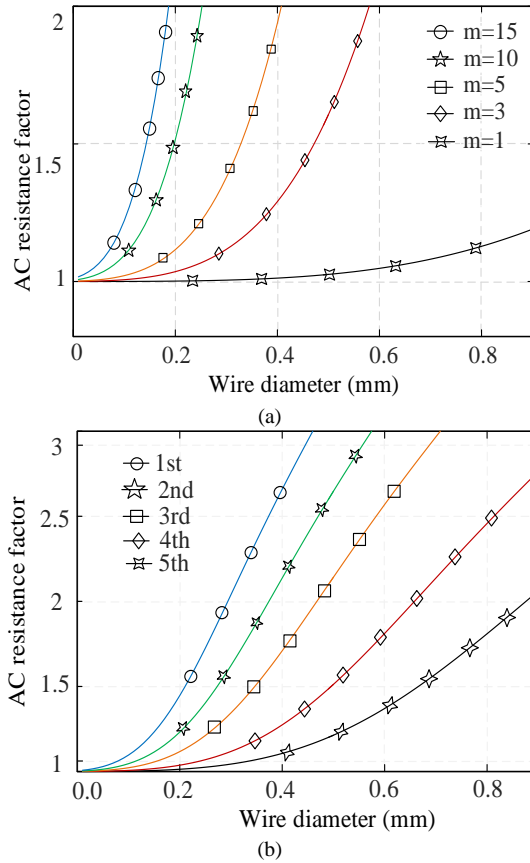 2
1.5
1
AC resistance factor
m=15
m=10
m=5
m=3
m=1
0 0.2 0.4 0.6 0.8
Wire diameter (mm)
(a)
3
2.5
2
1.5
1
AC resistance factor
1st
2nd
3rd
4th
5th
0.0 0.2 0.4 0.6 0.8
Wire diameter (mm)
(b)